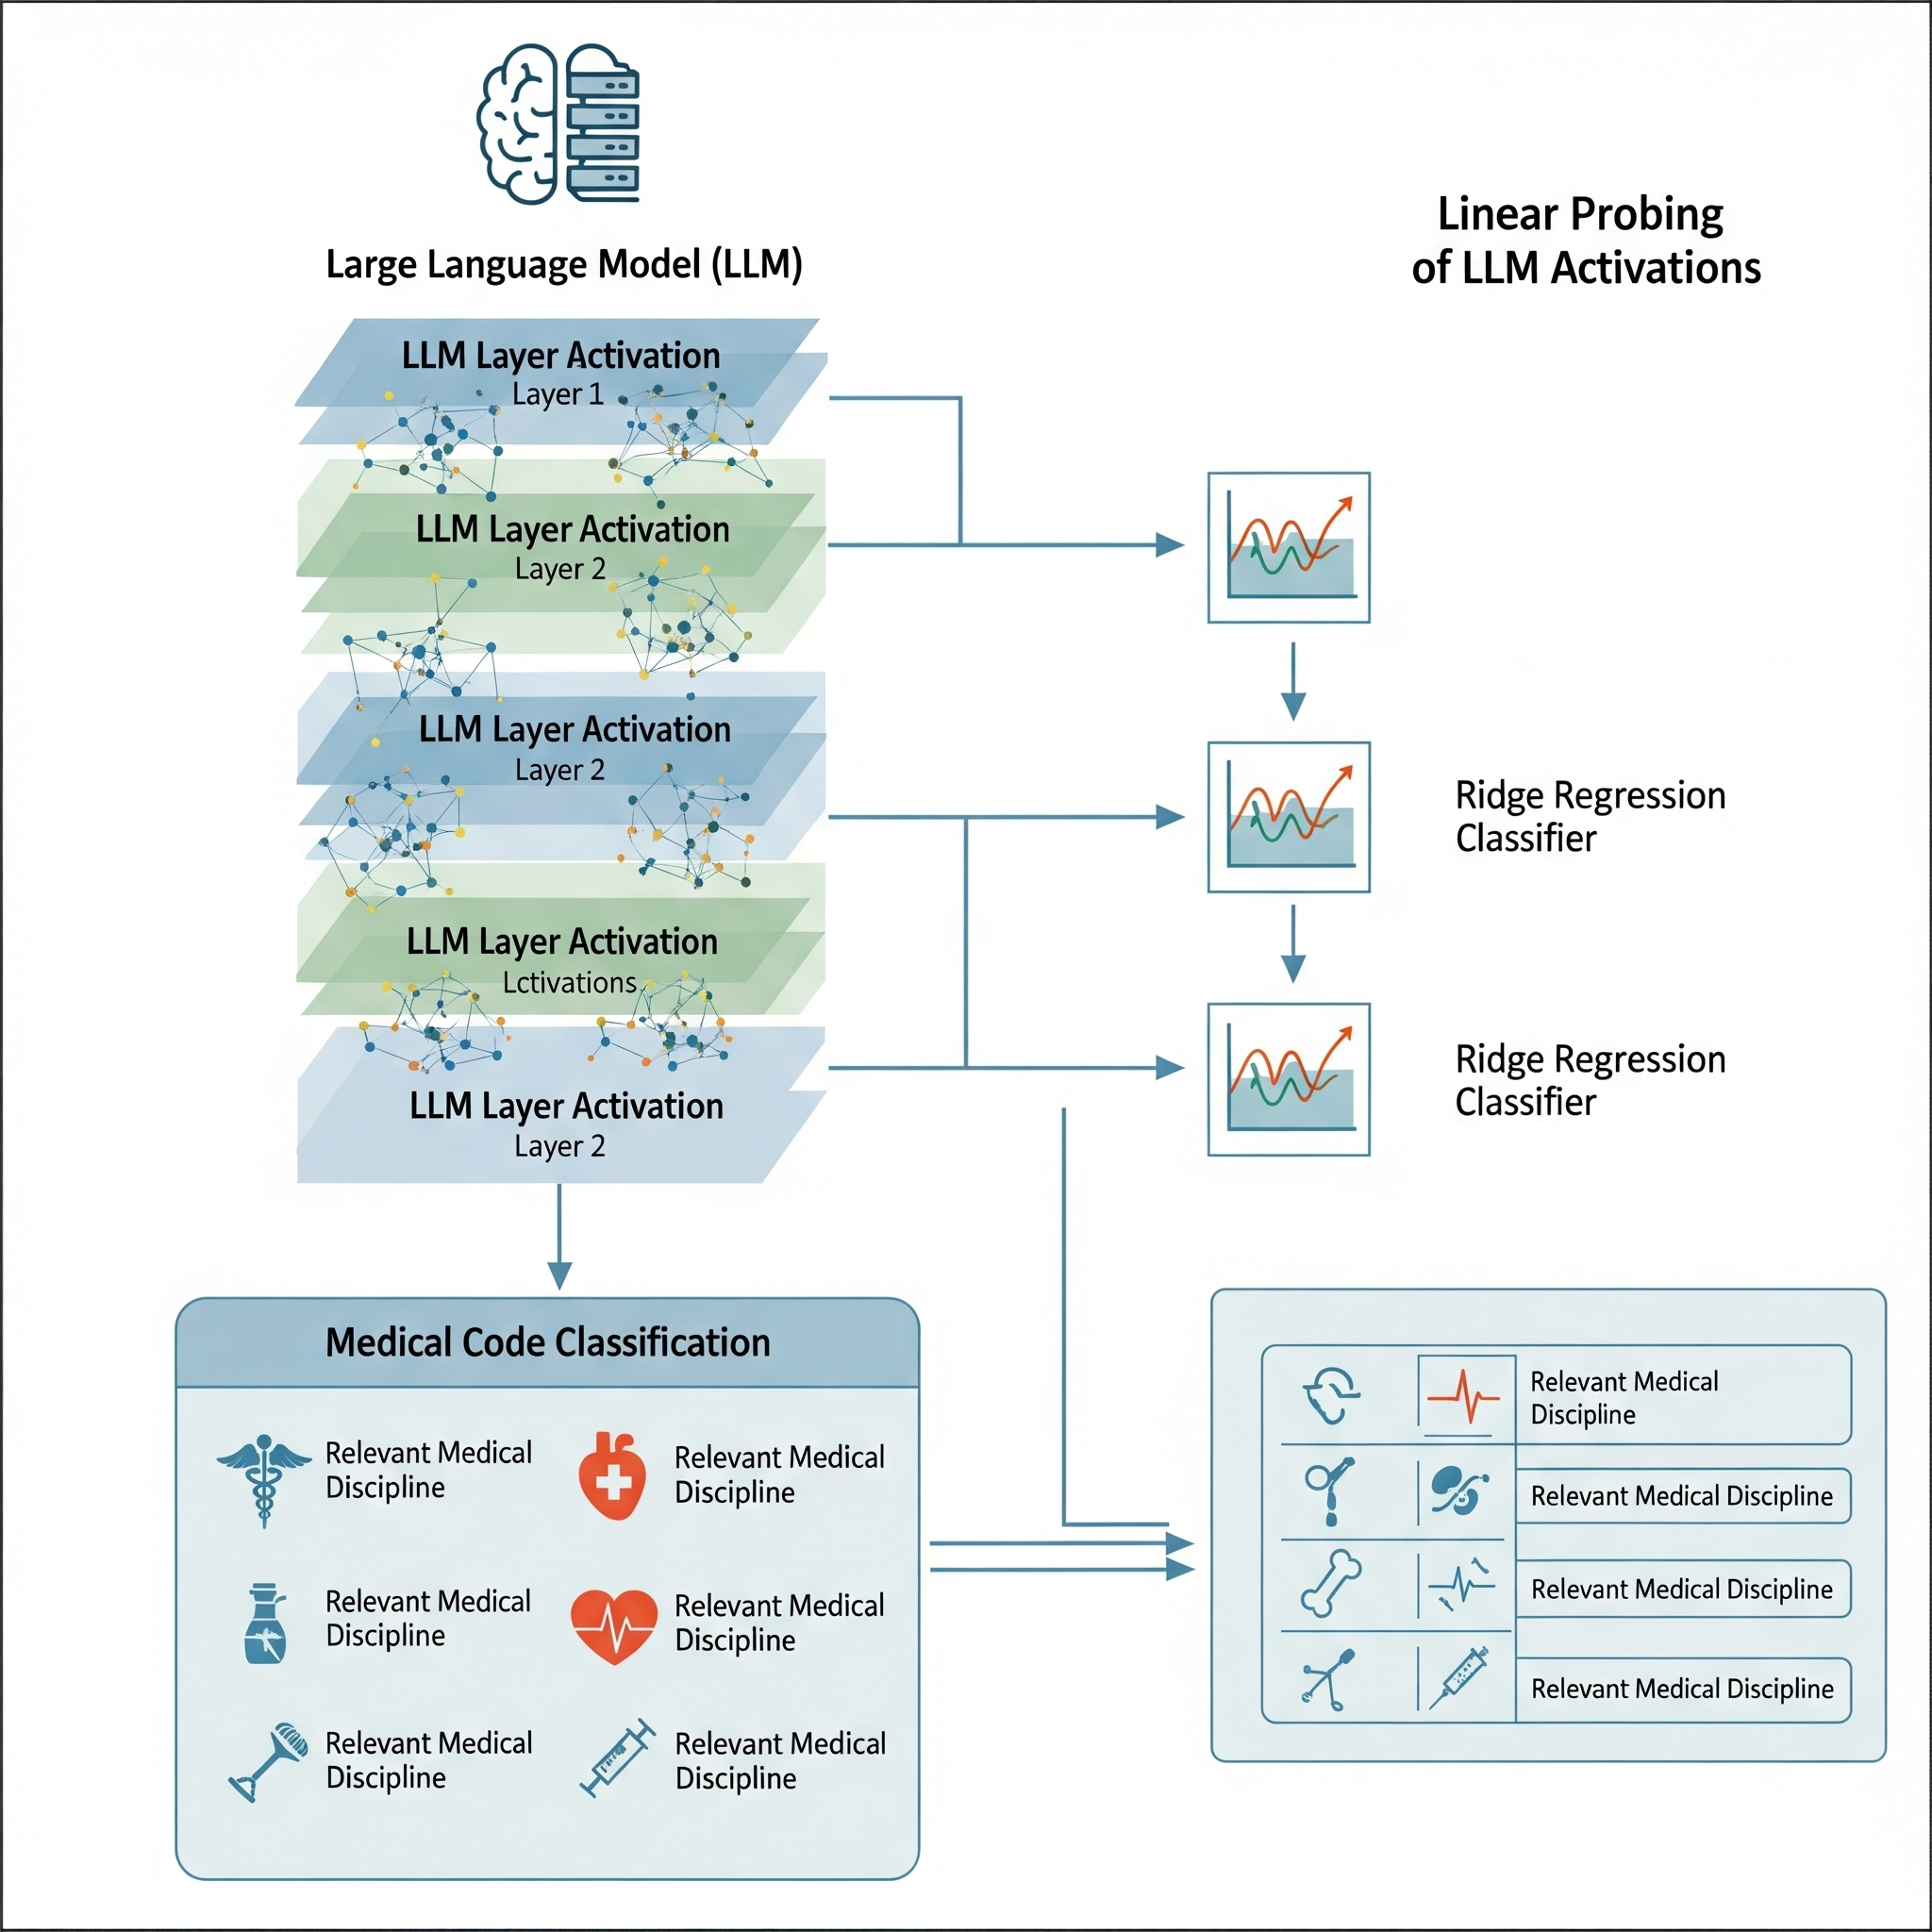 Large Language Model (LLM)
Linear Probing
of LLM Activations
LLM Layer Activation
Layer 1
LLM Layer Activation
Layer 2
LLM Layer Activation
Layer 2
LLM Layer Activation
Lctivations
LLM Layer Activation
Layer 2
Ridge Regression
Classifier
Ridge Regression
Classifier
Medical Code Classification
Relevant Medical
Discipline
Relevant Medical
Discipline
Relevant Medical
Discipline
Relevant Medical
Discipline
Relevant Medical
Discipline
Relevant Medical
Discipline
Relevant Medical
Discipline
Relevant Medical Discipline
Relevant Medical Discipline
Relevant Medical Discipline